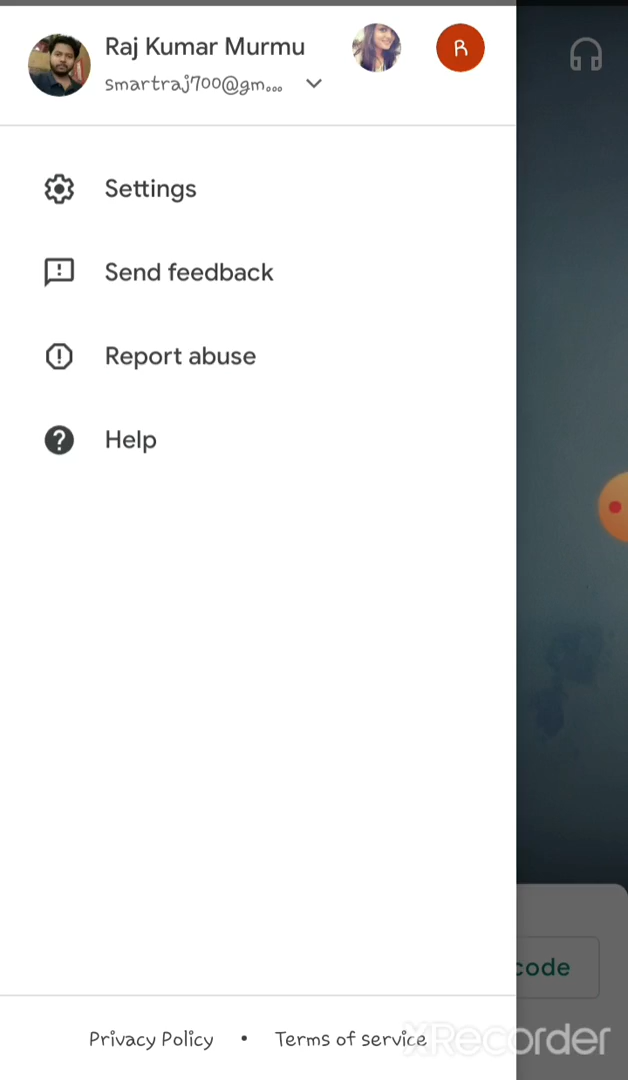 Raj Kumar Murmu
R
smartraj700@gm...
Settings
Send feedback
Report abuse
Help
code
Privacy Policy • Terms of service
XRecorder